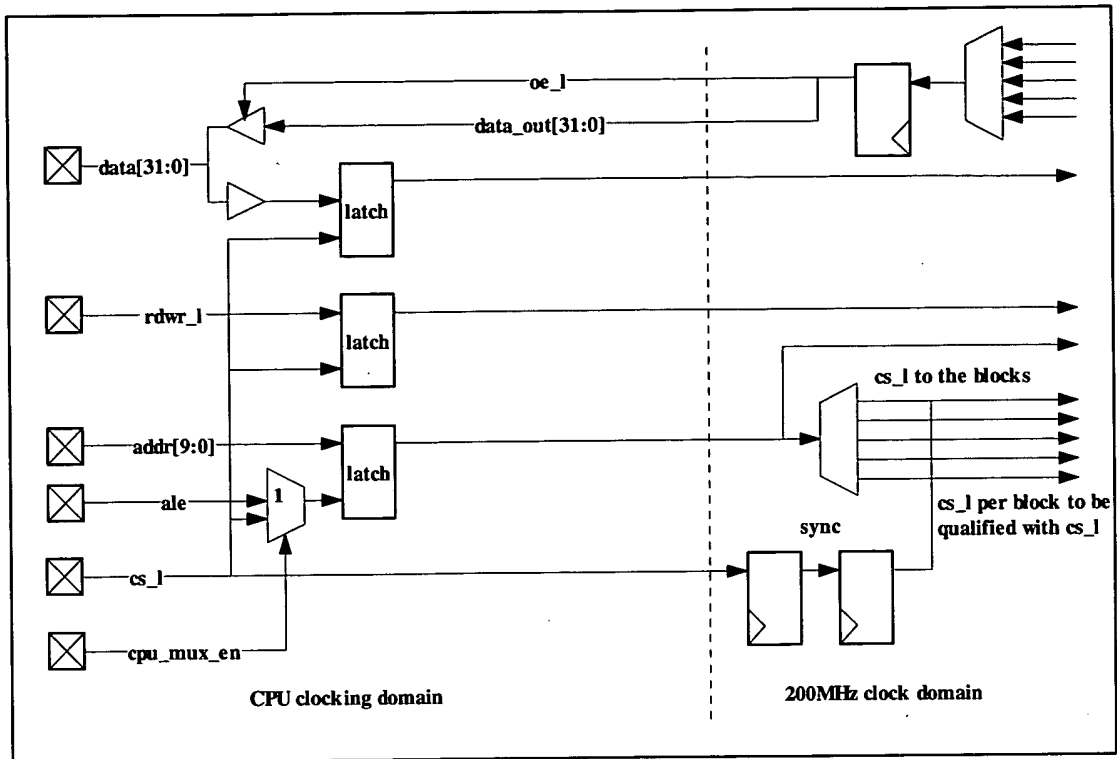 oe_l
data_out[31:0]
data[31:0]
latch
rdwr_l
latch
cs_l to the blocks
addr[9:0]
latch
ale
1
cs_l per block to be
qualified with cs_l
sync
cs_l
cpu_mux_en
CPU clocking domain
200MHz clock domain